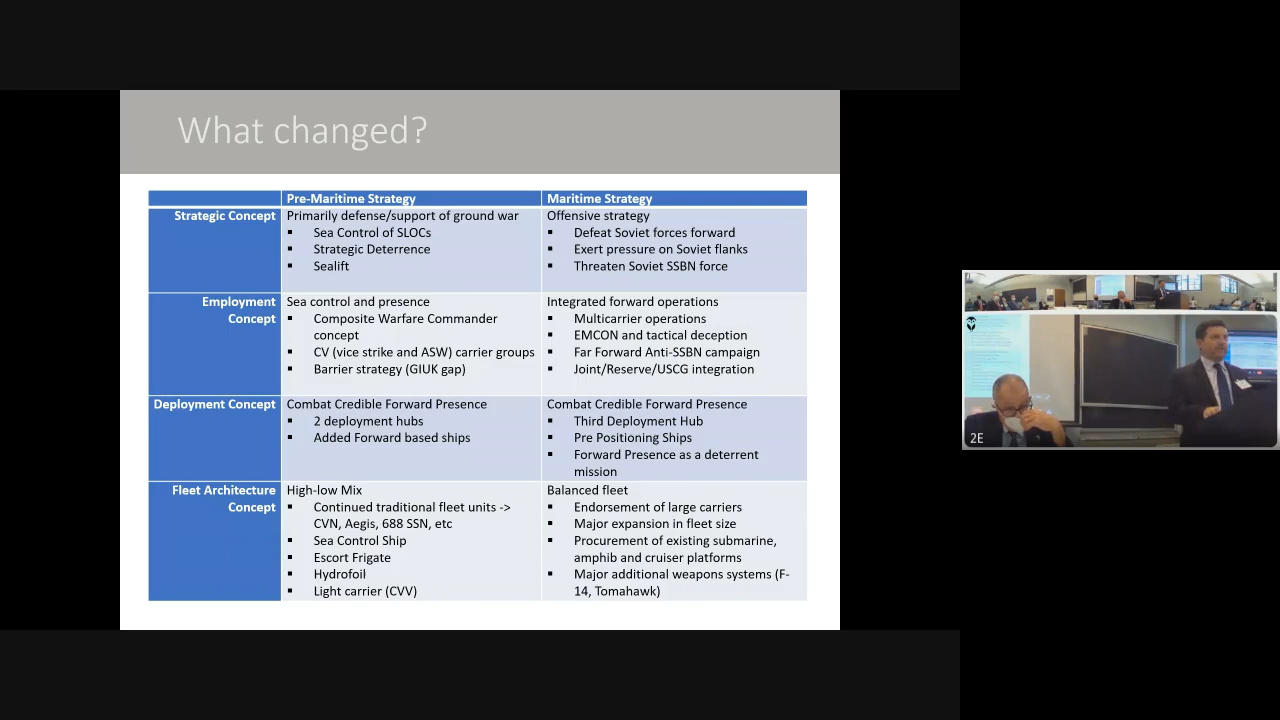 What changed?
Pre-Maritime Strategy
Maritime Strategy
Strategic Concept
Primarily defense/support of ground war
▪ Sea Control of SLOCs
▪ Strategic Deterrence
▪ Sealift
Offensive strategy
▪ Defeat Soviet forces forward
▪ Exert pressure on Soviet flanks
▪ Threaten Soviet SSBN force
Employment
Concept
Sea control and presence
▪ Composite Warfare Commander
concept
▪ CV (vice strike and ASW) carrier groups
▪ Barrier strategy (GIUK gap)
Integrated forward operations
▪ Multicarrier operations
▪ EMCON and tactical deception
▪ Far Forward Anti-SSBN campaign
▪ Joint/Reserve/USCG integration
Deployment Concept
Combat Credible Forward Presence
▪ 2 deployment hubs
▪ Added Forward based ships
Combat Credible Forward Presence
▪ Third Deployment Hub
▪ Pre Positioning Ships
▪ Forward Presence as a deterrent
mission
Fleet Architecture
Concept
High-low Mix
▪ Continued traditional fleet units ->
CVN, Aegis, 688 SSN, etc
▪ Sea Control Ship
▪ Escort Frigate
▪ Hydrofoil
▪ Light carrier (CVV)
Balanced fleet
▪ Endorsement of large carriers
▪ Major expansion in fleet size
▪ Procurement of existing submarine,
amphib and cruiser platforms
▪ Major additional weapons systems (F-
14, Tomahawk)
2E